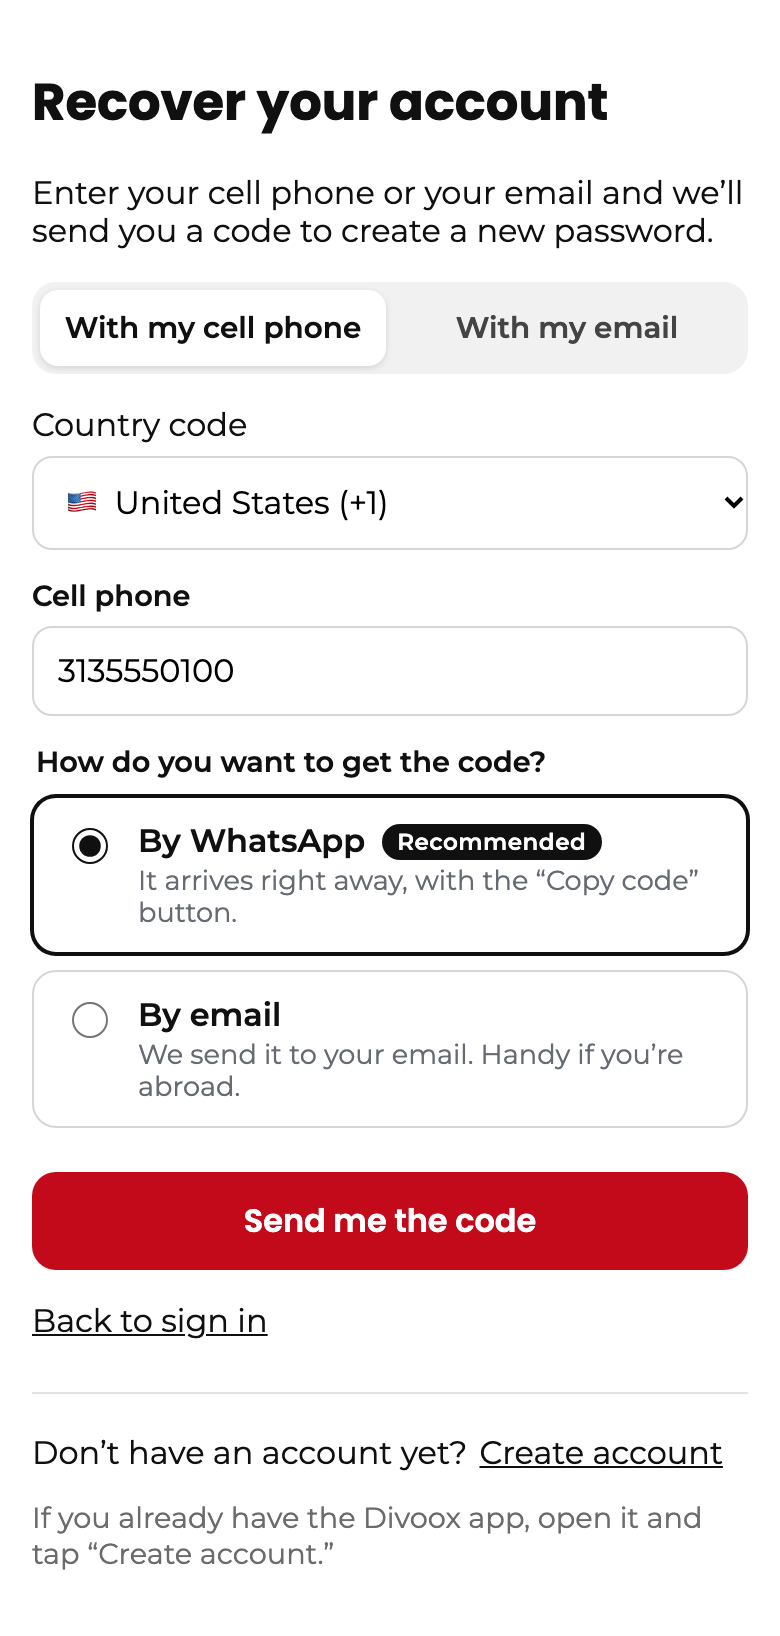 Recover your account
Enter your cell phone or your email and we’ll
send you a code to create a new password.
With my cell phone
With my email
Country code
United States (+1)
Cell phone
3135550100
How do you want to get the code?
By WhatsApp Recommended
It arrives right away, with the “Copy code”
button.
By email
We send it to your email. Handy if you’re
abroad.
Send me the code
Back to sign in
Don’t have an account yet? Create account
If you already have the Divoox app, open it and
tap “Create account.”